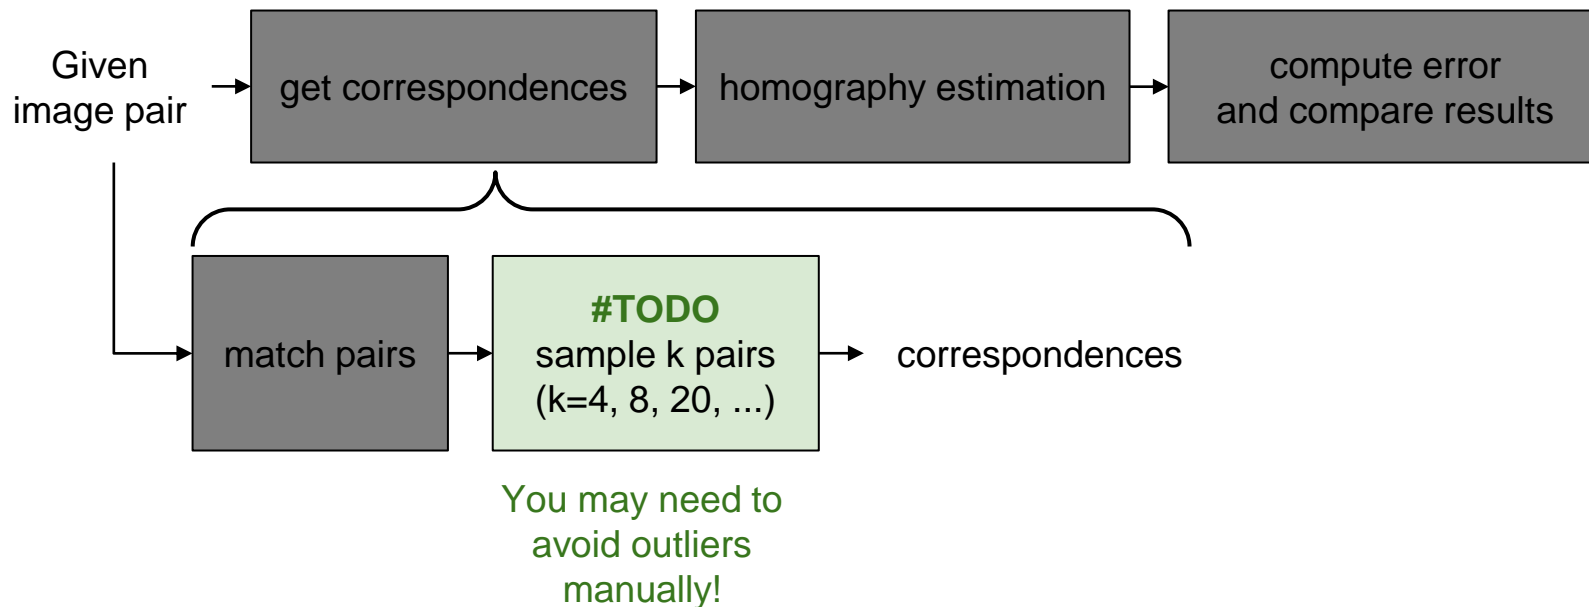 Given
image pair
get correspondences
homography estimation
compute error
and compare results
match pairs
#TODO
sample k pairs
(k=4, 8, 20, ...)
correspondences
You may need to
avoid outliers
manually!